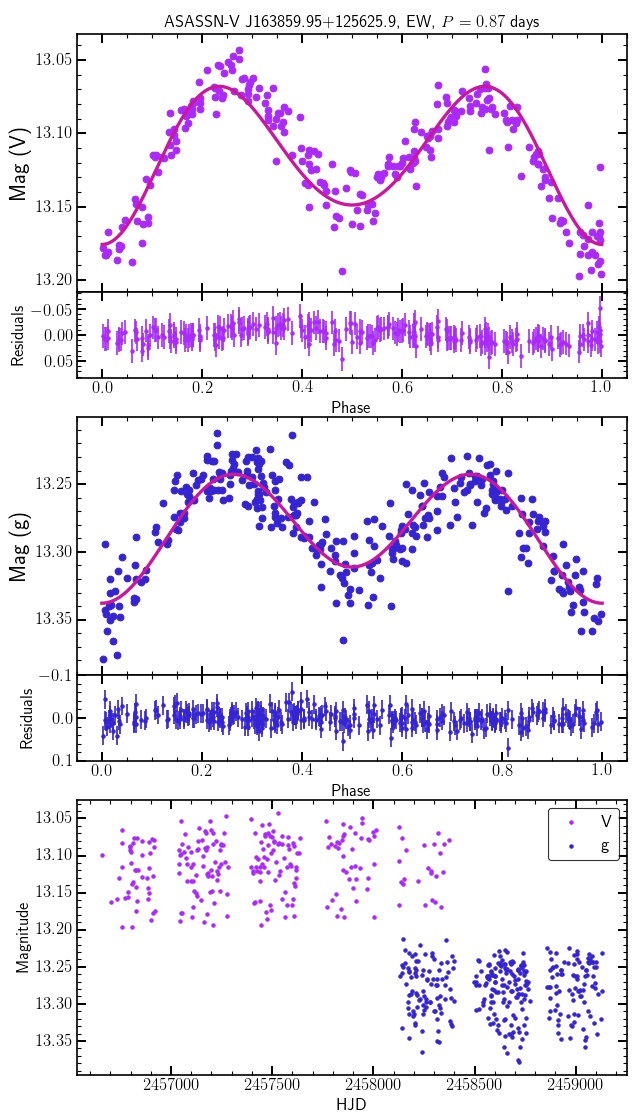 ASASSN-V J163859.95+125625.9, EW, P = 0.87 days
13.05
13.10
13.15
13.20
Mag (V)
−0.05
0.00
0.05
Residuals
0.0 0.2 0.4 0.6 0.8 1.0
Phase
13.25
13.30
13.35
Mag (g)
−0.1
0.0
0.1
Residuals
0.0 0.2 0.4 0.6 0.8 1.0
Phase
V
g
13.05
13.10
13.15
13.20
13.25
13.30
13.35
Magnitude
2457000 2457500 2458000 2458500 2459000
HJD